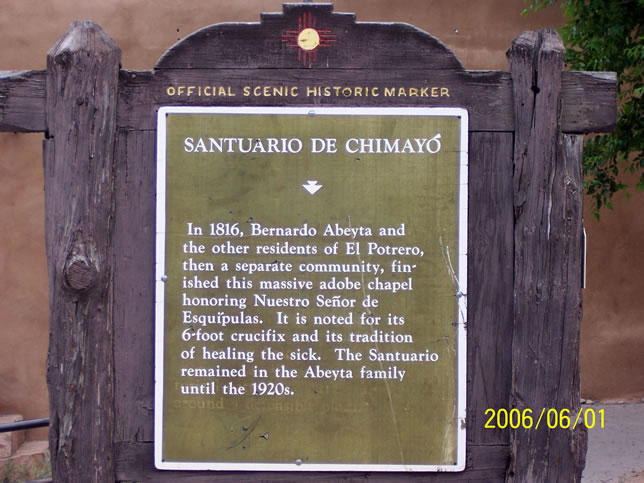 OFFICIAL SCENIC HISTORIC MARKER
SANTUARIO DE CHIMAYÓ
In 1816, Bernardo Abeyta and
the other residents of El Potrero,
then a separate community, fin-
ished this massive adobe chapel
honoring Nuestro Señor de
Esquípulas. It is noted for its
6-foot crucifix and its tradition
of healing the sick. The Santuario
remained in the Abeyta family
until the 1920s.
2006/06/01